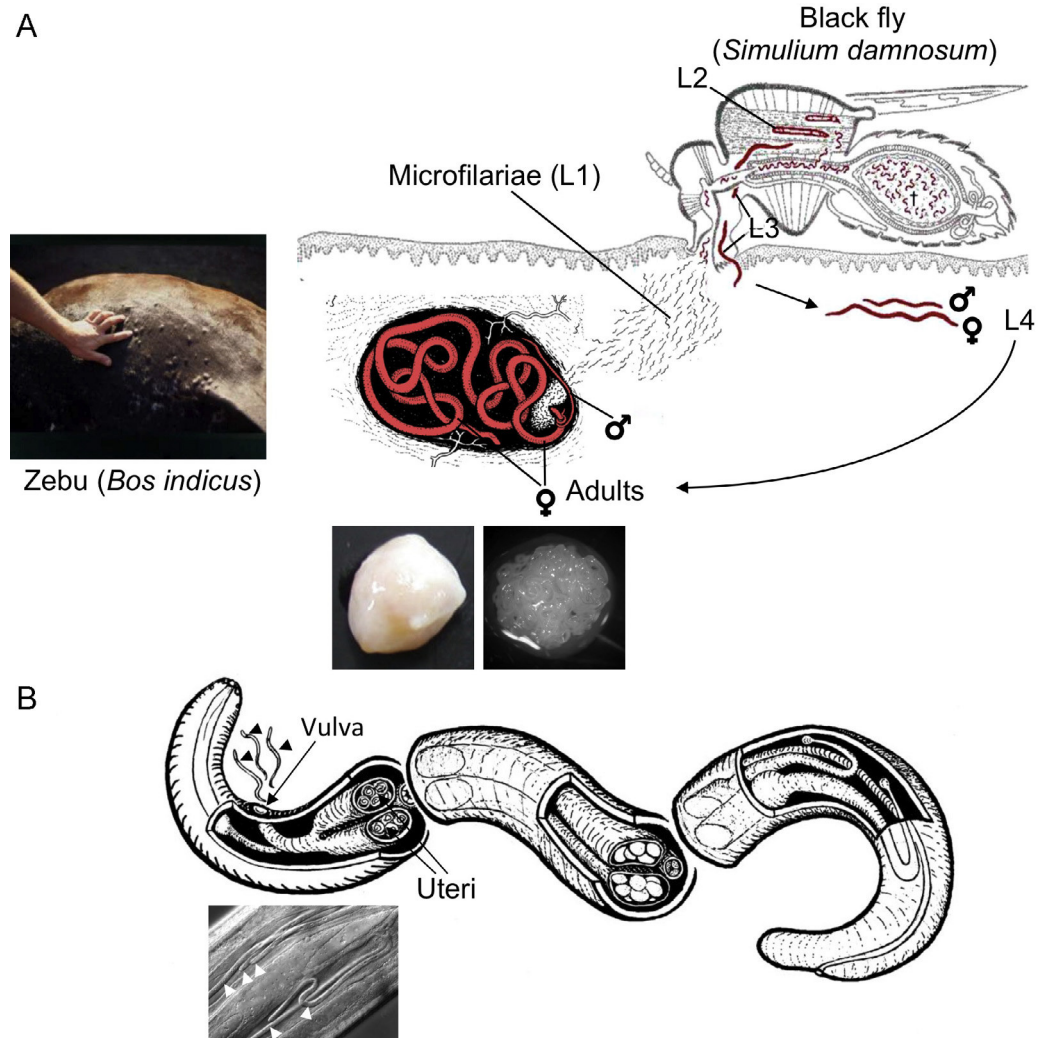 A
Black fly
(Simulium damnosum)
L2
Microfilariae (L1)
L3
♂
♀
L4
♂
Zebu (Bos indicus)
♀ Adults
B
Vulva
Uteri